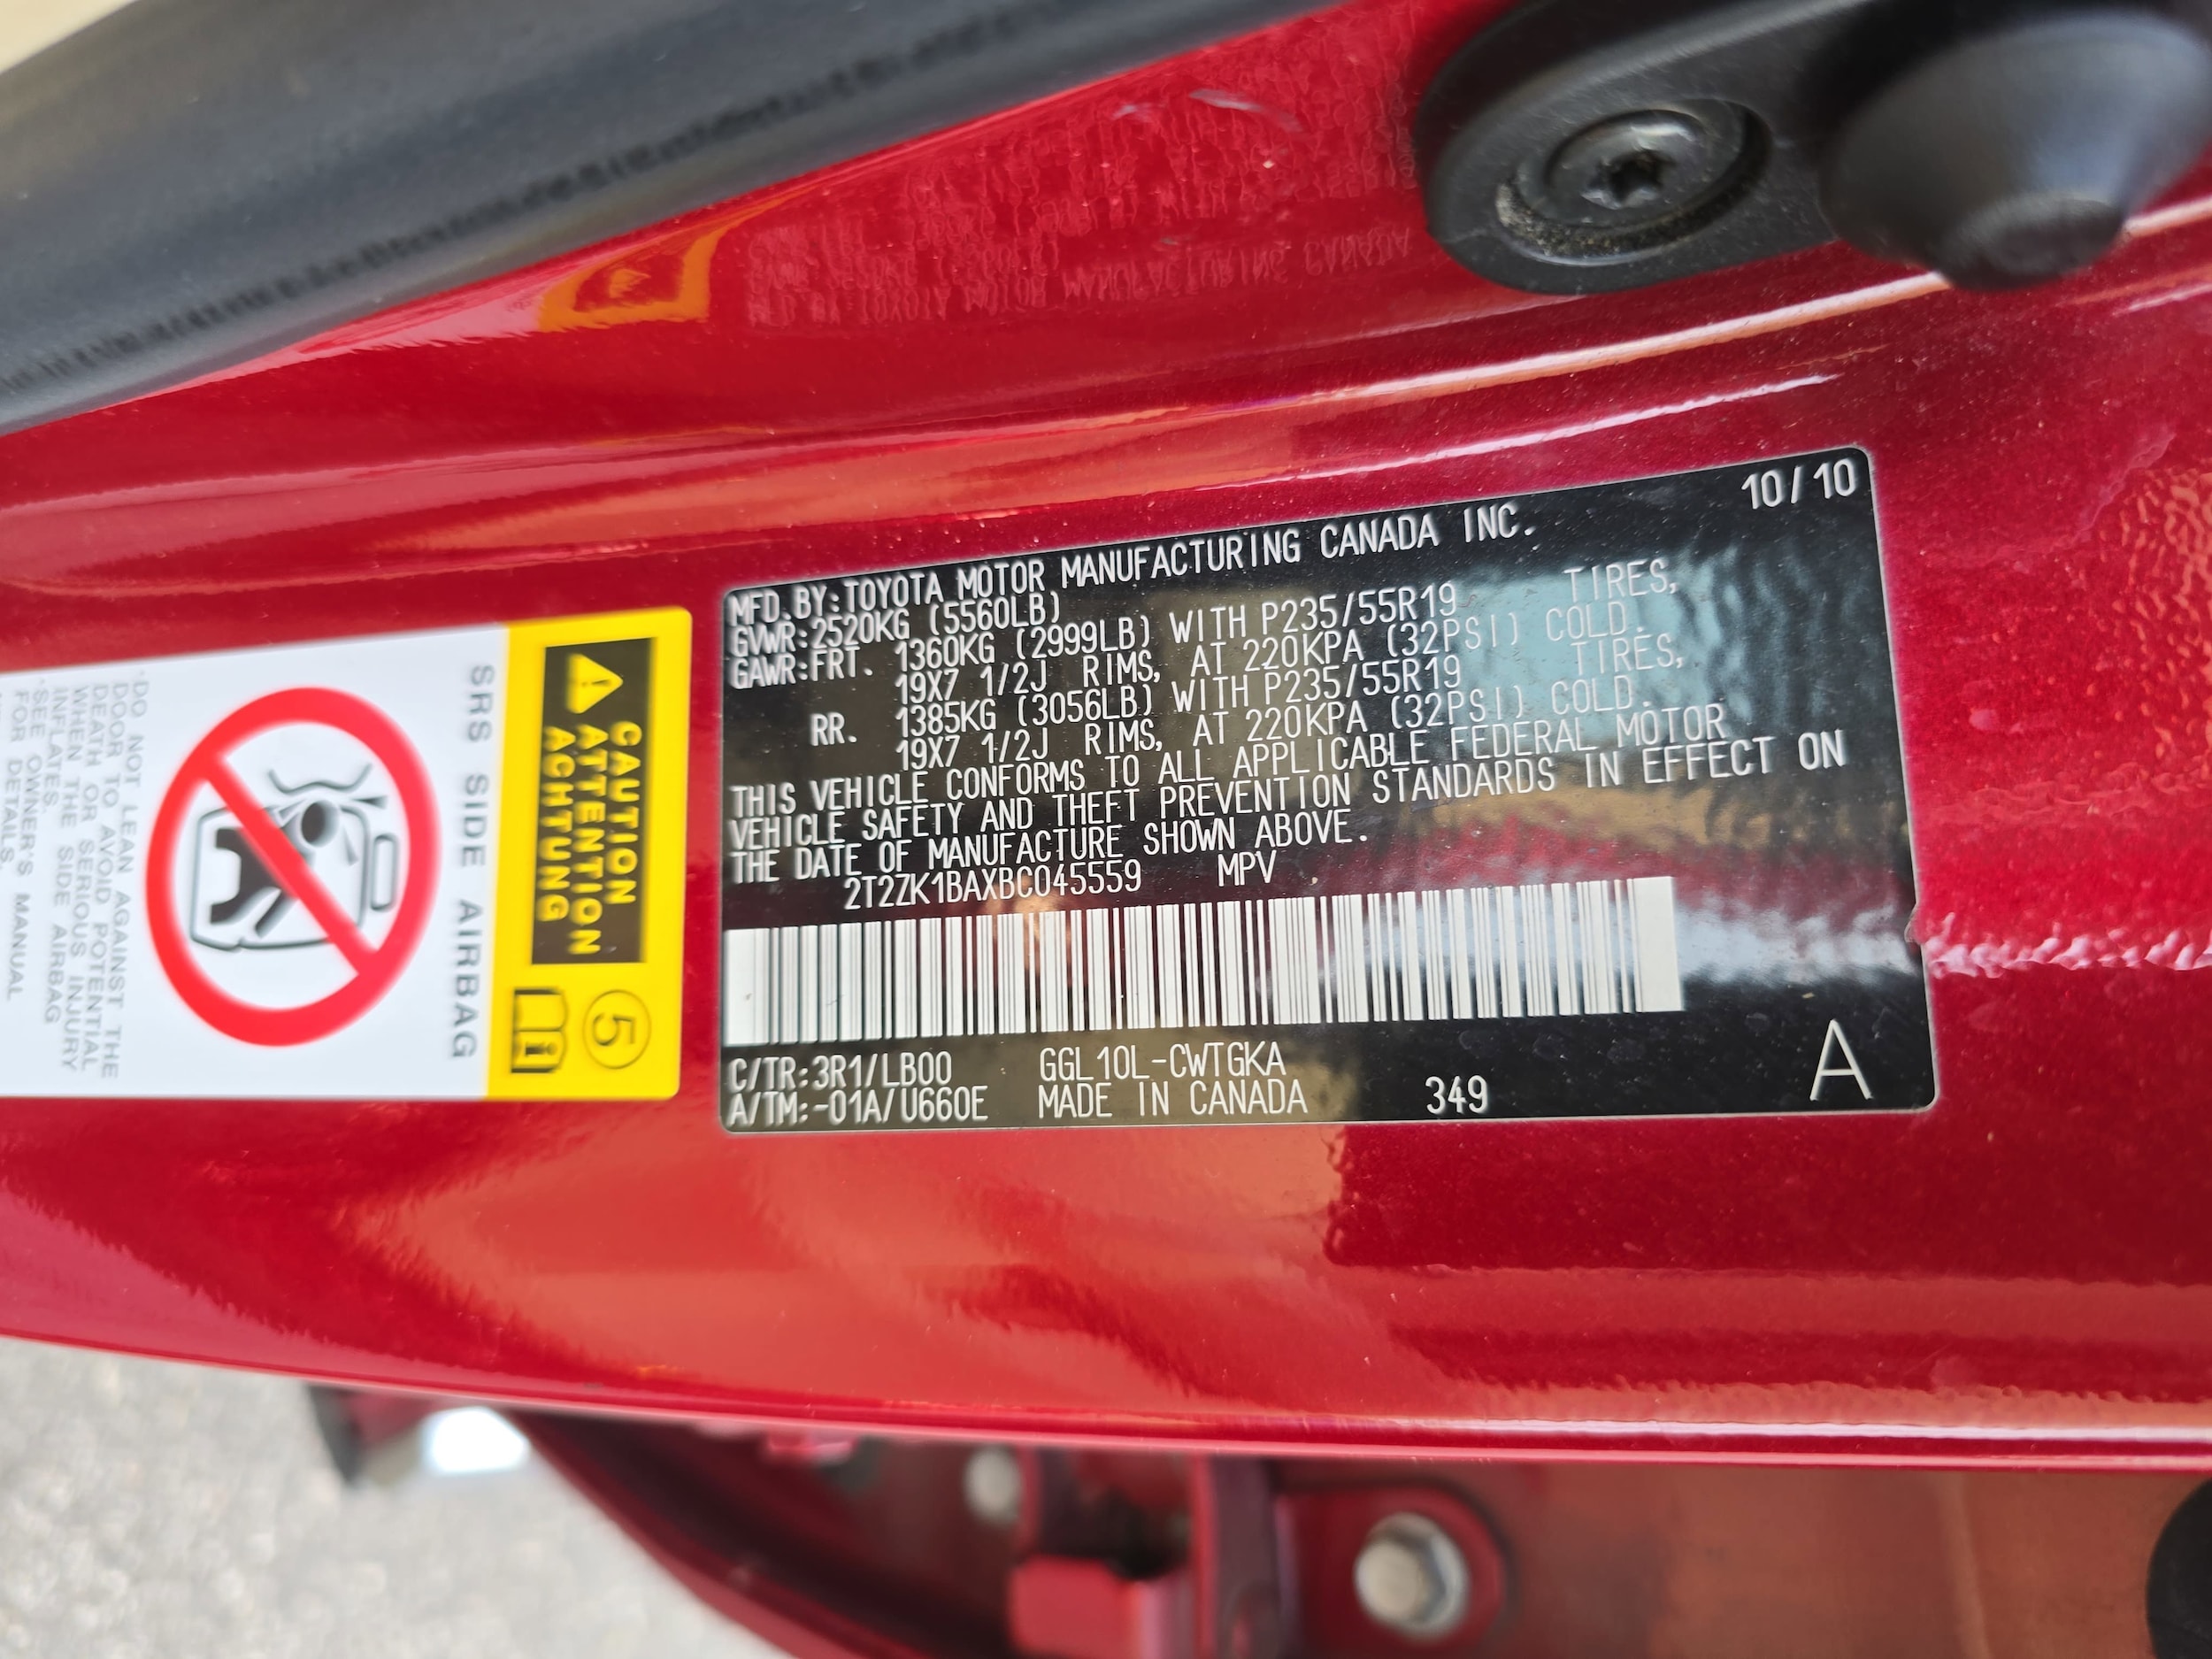 10/10
MFD.BY:TOYOTA MOTOR MANUFACTURING CANADA INC.
GVWR:2520KG (5560LB)
GAWR:FRT. 1360KG (2999LB) WITH P235/55R19 TIRES,
19X7 1/2J RIMS, AT 220KPA (32PSI) COLD.
RR. 1385KG (3056LB) WITH P235/55R19 TIRES,
19X7 1/2J RIMS, AT 220KPA (32PSI) COLD.
THIS VEHICLE CONFORMS TO ALL APPLICABLE FEDERAL MOTOR
VEHICLE SAFETY AND THEFT PREVENTION STANDARDS IN EFFECT ON
THE DATE OF MANUFACTURE SHOWN ABOVE.
2T2ZK1BAXBC045559 MPV
C/TR:3R1/LB00 GGL10L-CWTGKA
A/TM:-01A/U660E MADE IN CANADA 349 A
CAUTION
ATTENTION
ACHTUNG
5
SRS SIDE AIRBAG
·DO NOT LEAN AGAINST THE
DOOR TO AVOID POTENTIAL
DEATH OR SERIOUS INJURY
WHEN THE SIDE AIRBAG
INFLATES.
·SEE OWNER'S MANUAL
FOR DETAILS.